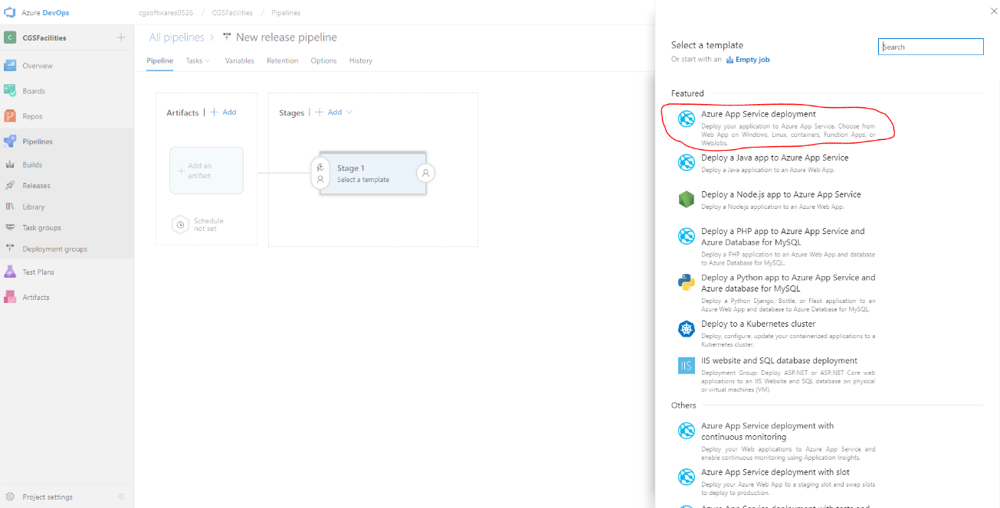 Azure DevOps
cgsoftwares0526 / CGSFacilities / Pipelines
C CGSFacilities
Overview
Boards
Repos
Pipelines
Builds
Releases
Library
Task groups
Deployment groups
Test Plans
Artifacts
Project settings
All pipelines > New release pipeline
Pipeline Tasks Variables Retention Options History
Artifacts | + Add
Add an
artifact
Schedule
not set
Stages | + Add
Stage 1
Select a template
Select a template
Or start with an Empty job
Search
Featured
Azure App Service deployment
Deploy your application to Azure App Service. Choose from
Web App on Windows, Linux, containers, Function Apps, or
WebJobs.
Deploy a Java app to Azure App Service
Deploy a Java application to an Azure Web App.
Deploy a Node.js app to Azure App Service
Deploy a Node.js application to an Azure Web App.
Deploy a PHP app to Azure App Service and
Azure Database for MySQL
Deploy a PHP application to an Azure Web App and database
to Azure Database for MySQL.
Deploy a Python app to Azure App Service and
Azure database for MySQL
Deploy a Python Django, Bottle, or Flask application to an
Azure Web App and database to Azure Database for MySQL.
Deploy to a Kubernetes cluster
Deploy, configure, update your containerized applications to a
Kubernetes cluster.
IIS
IIS website and SQL database deployment
Deployment Group: Deploy ASP.NET or ASP.NET Core web
applications to an IIS Website and SQL database on physical
or virtual machines (VM).
Others
Azure App Service deployment with
continuous monitoring
Deploy your Web applications to Azure App Service and
enable continuous monitoring using Application Insights.
Azure App Service deployment with slot
Deploy your Azure Web App to a staging slot and swap slots
to deploy to production.
Azure App Service deployment with tests and